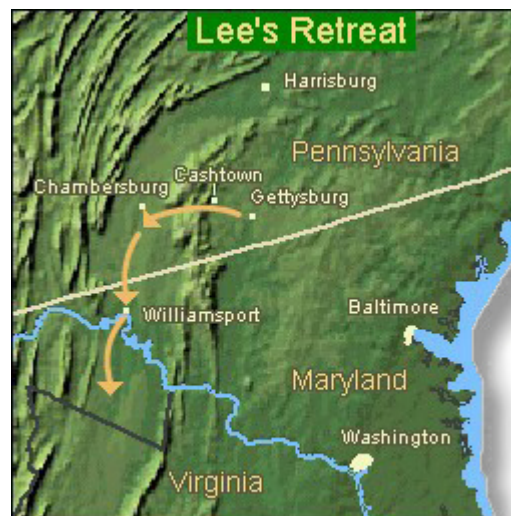 Lee's Retreat
Harrisburg
Pennsylvania
Cashtown
Chambersburg
Gettysburg
Williamsport
Baltimore
Maryland
Washington
Virginia